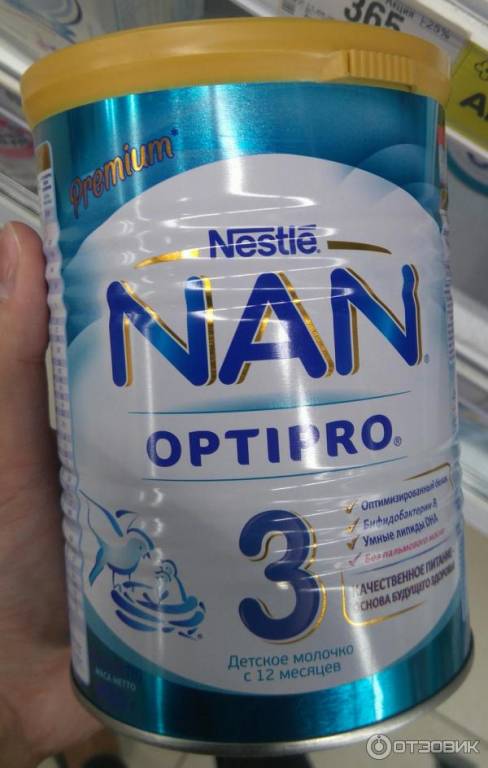 365
Premium
Nestlé
NAN
OPTIPRO
3
Оптимизированный белок
Бифидобактерии BL
Умные липиды DHA
Без пальмового масла
КАЧЕСТВЕННОЕ ПИТАНИЕ-
ОСНОВА БУДУЩЕГО ЗДОРОВЬЯ
Детское молочко
с 12 месяцев
МАССА НЕТТО
ОТЗОВИК